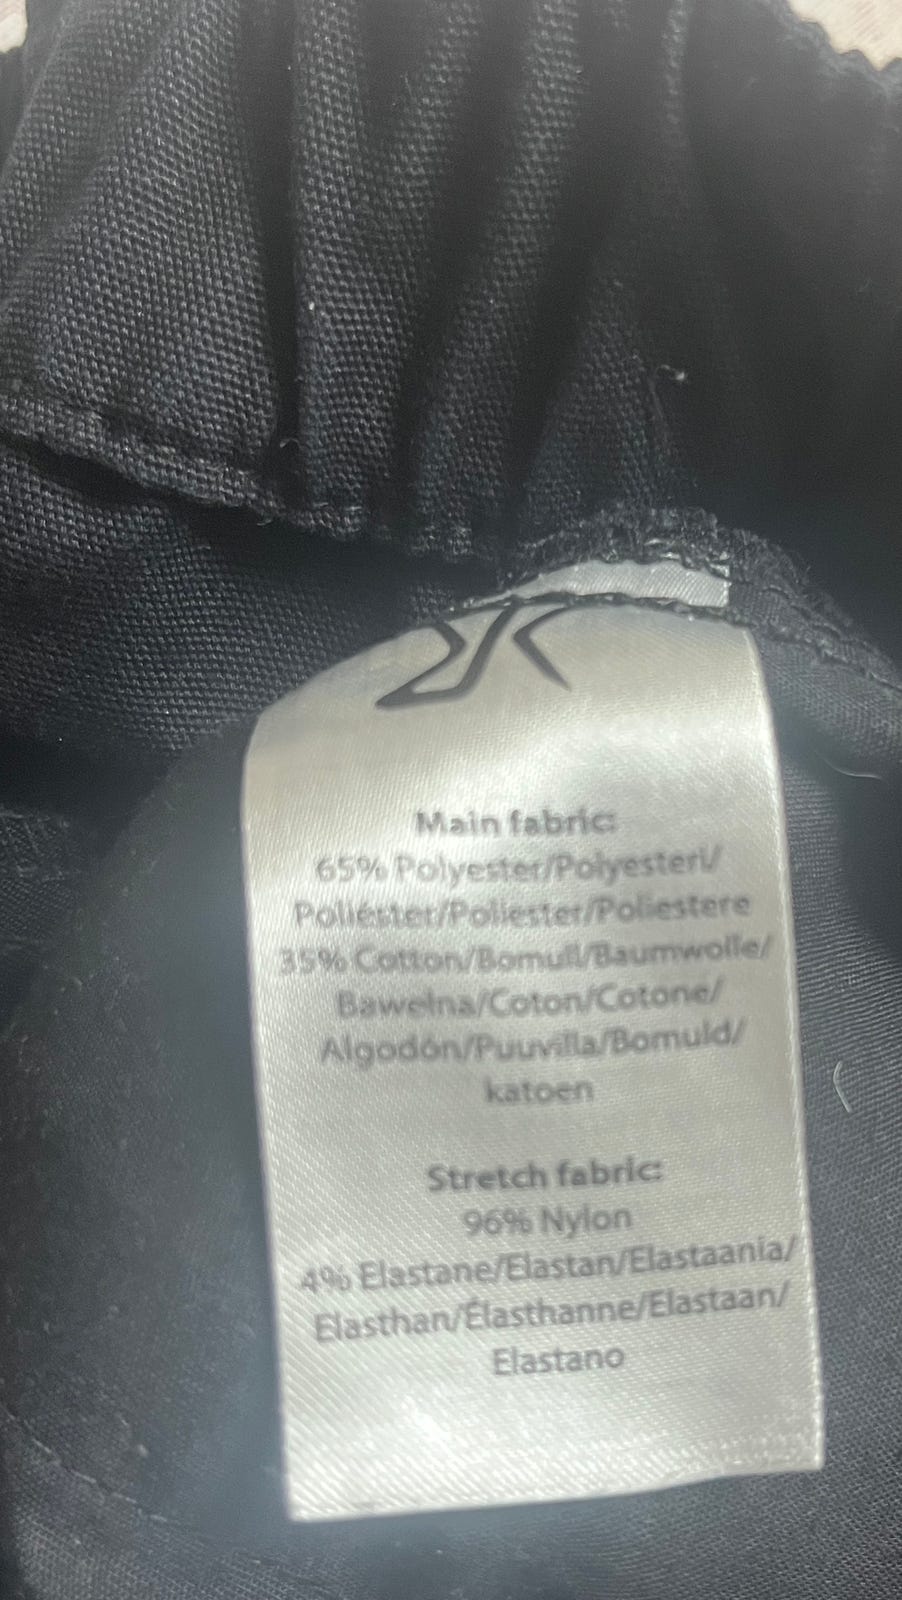 Main fabric:
65% Polyester/Polyesteri/
Poliéster/Poliester/Poliestere
35% Cotton/Bomull/Baumwolle/
Bawełna/Coton/Cotone/
Algodón/Puuvilla/Bomuld/
katoen
Stretch fabric:
96% Nylon
4% Elastane/Elastan/Elastaania/
Elasthan/Élasthanne/Elastaan/
Elastano